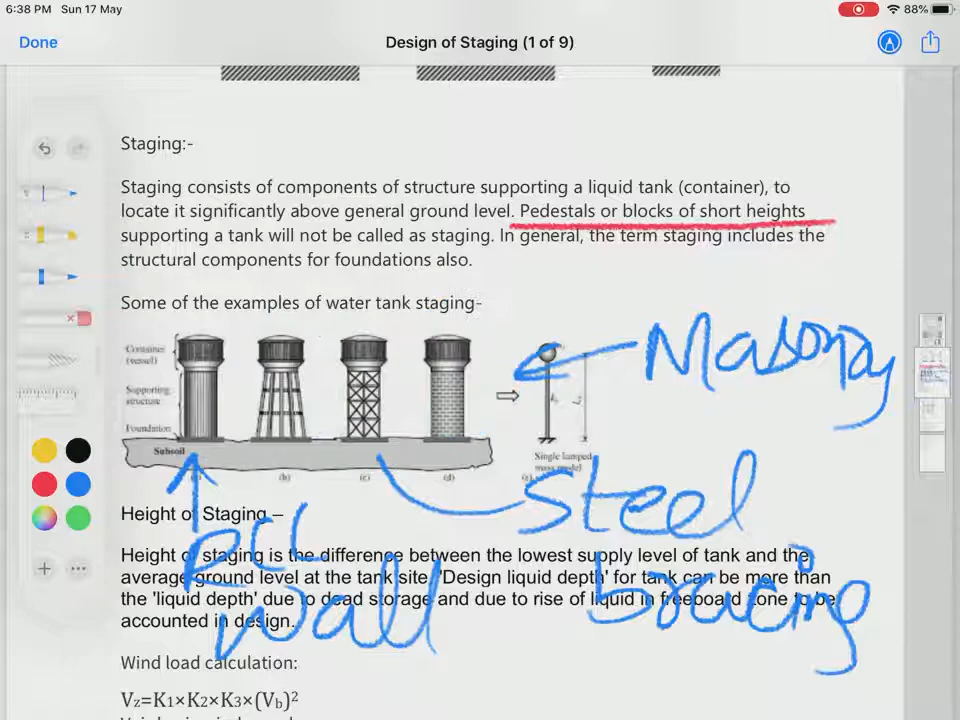 6:38 PM Sun 17 May
88%
Done
Design of Staging (1 of 9)
Staging:-
Staging consists of components of structure supporting a liquid tank (container), to
locate it significantly above general ground level. Pedestals or blocks of short heights
supporting a tank will not be called as staging. In general, the term staging includes the
structural components for foundations also.
Some of the examples of water tank staging-
Container
(vessel)
Supporting
structure
Foundation
Subsoil
(b)
(c)
(d)
Single lumped
mass model
Masonry
Steel
bracing
RCC
wall
Height of Staging –
Height of staging is the difference between the lowest supply level of tank and the
average ground level at the tank site. 'Design liquid depth' for tank can be more than
the 'liquid depth' due to dead storage and due to rise of liquid in freeboard zone to be
accounted in design.
Wind load calculation:
Vz=K1×K2×K3×(Vb)²